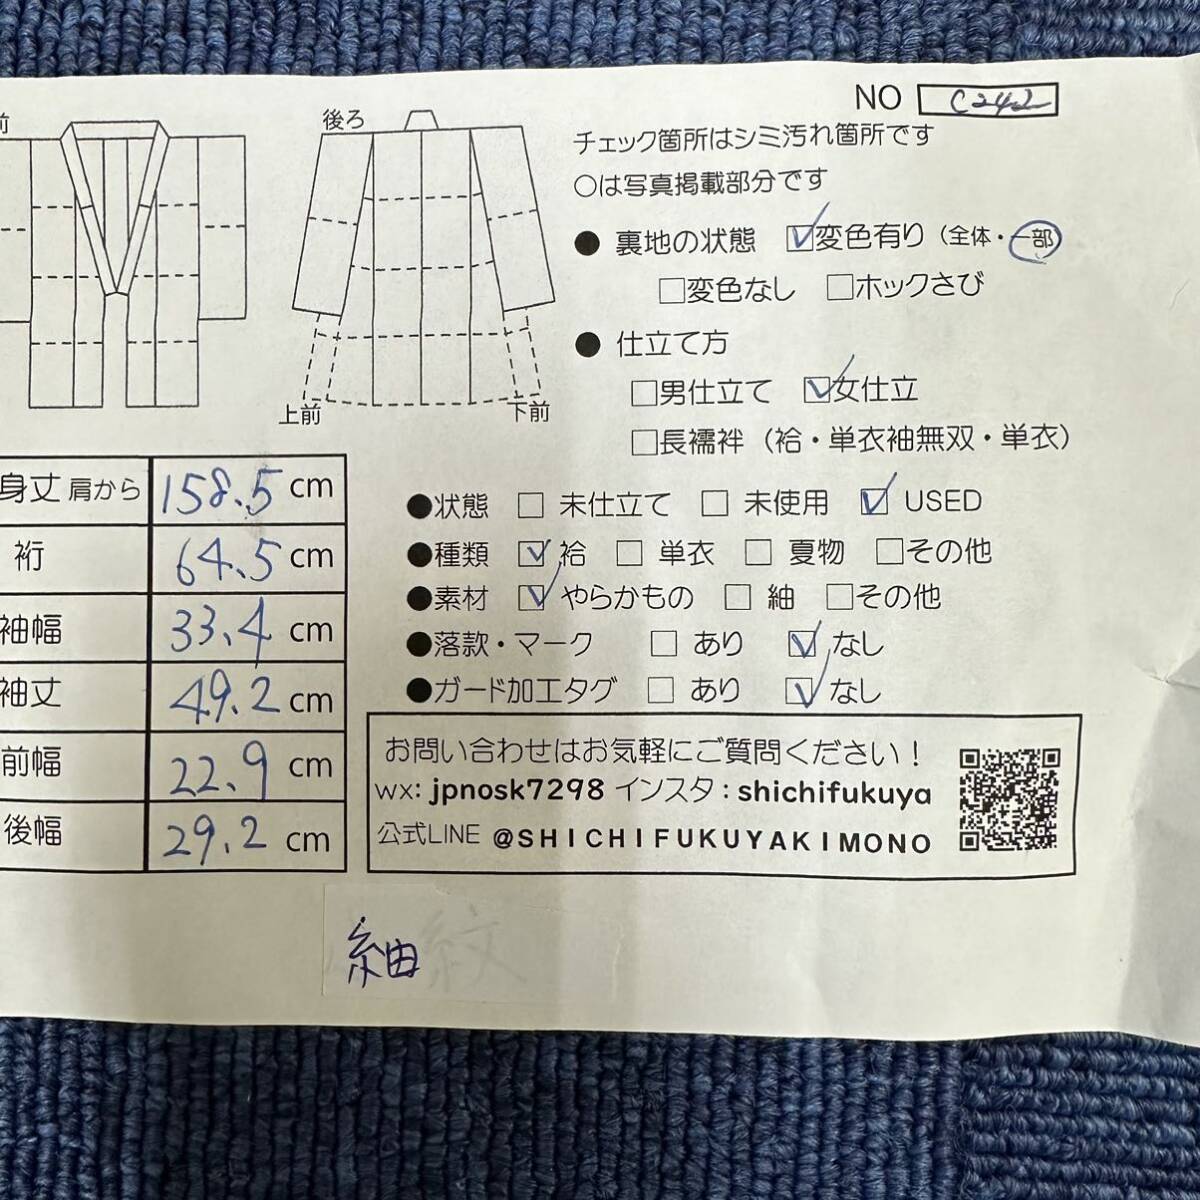 前
後ろ
上前
下前
NO C242
チェック箇所はシミ汚れ箇所です
○は写真掲載部分です
● 裏地の状態 ☑変色有り（全体・一部）
□変色なし □ホックさび
● 仕立て方
□男仕立て ☑女仕立
□長襦袢（袷・単衣袖無双・単衣）
●状態 □ 未仕立て □ 未使用 ☑ USED
●種類 ☑ 袷 □ 単衣 □ 夏物 □その他
●素材 ☑ やらかもの □ 紬 □その他
●落款・マーク □ あり ☑ なし
●ガード加工タグ □ あり ☑ なし
身丈 肩から 158.5 cm
裄 64.5 cm
袖幅 33.4 cm
袖丈 49.2 cm
前幅 22.9 cm
後幅 29.2 cm
お問い合わせはお気軽にご質問ください！
wx: jpnosk7298 インスタ : shichifukuya
公式LINE @SHICHIFUKUYAKIMONO
紬